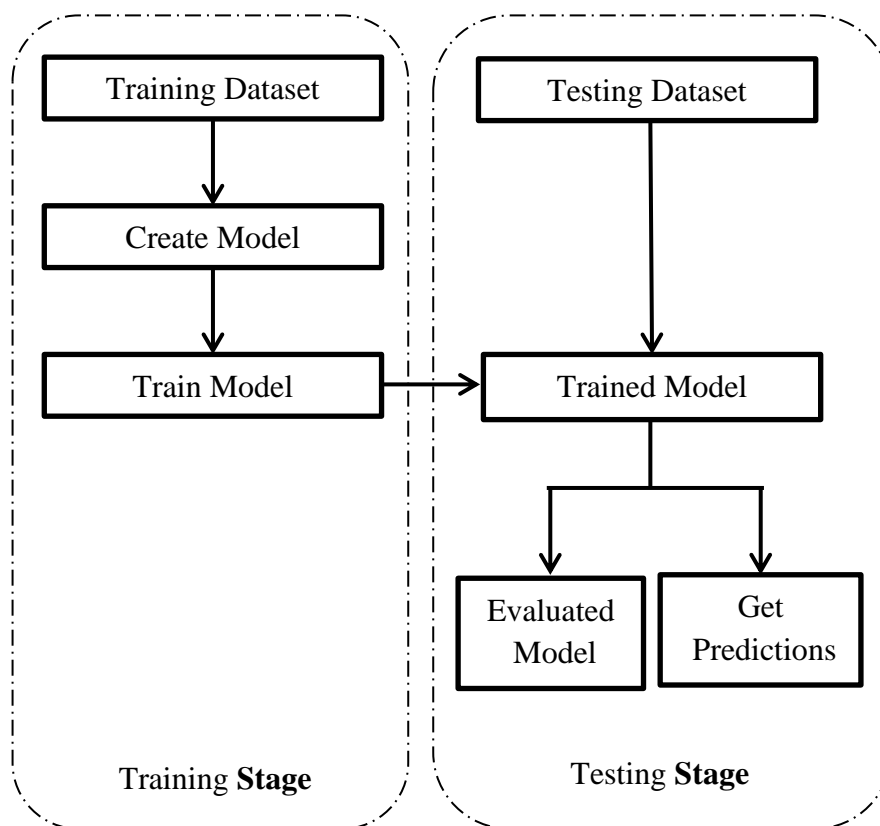 Training Dataset
Create Model
Train Model
Training Stage
Testing Dataset
Trained Model
Evaluated
Model
Get
Predictions
Testing Stage